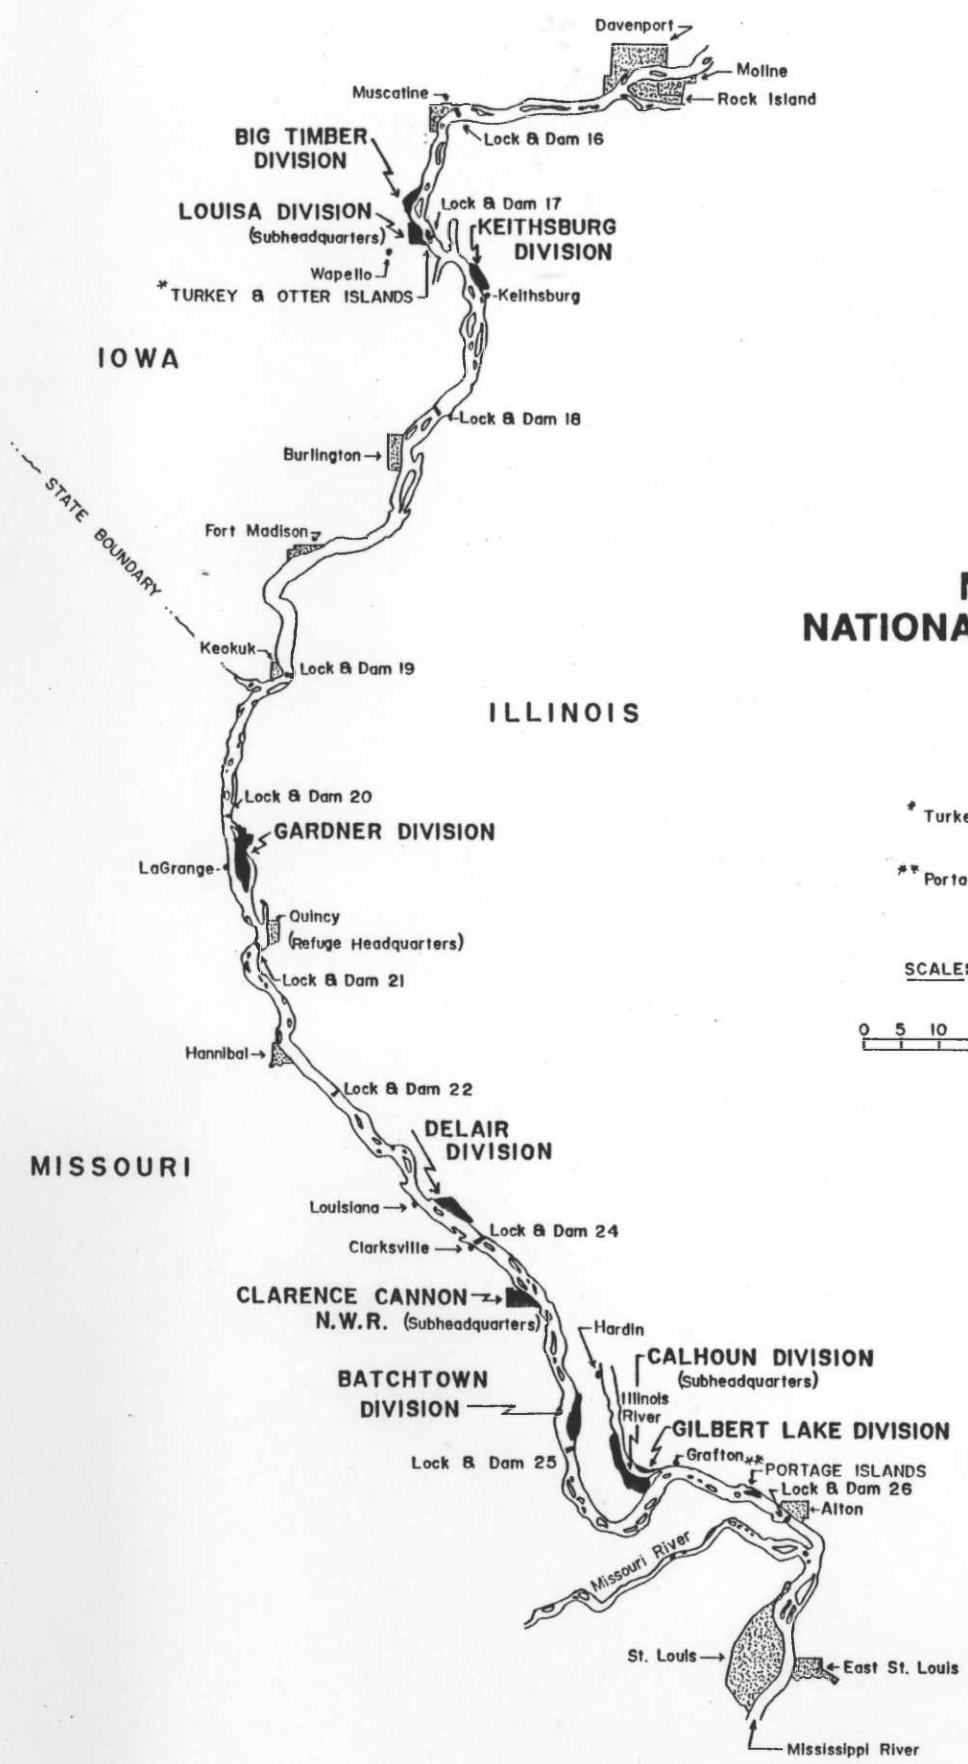 Davenport
Moline
Muscatine
Rock Island
BIG TIMBER
DIVISION
Lock & Dam 16
LOUISA DIVISION
(Subheadquarters)
Lock & Dam 17
KEITHSBURG
DIVISION
Wapello
* TURKEY & OTTER ISLANDS
Keithsburg
IOWA
Lock & Dam 18
Burlington
STATE BOUNDARY
Fort Madison
NATIONA
Keokuk
Lock & Dam 19
ILLINOIS
Lock & Dam 20
* Turke
GARDNER DIVISION
LaGrange
** Porta
Quincy
(Refuge Headquarters)
SCALE
Lock & Dam 21
0 5 10
Hannibal
Lock & Dam 22
DELAIR
DIVISION
MISSOURI
Louisiana
Lock & Dam 24
Clarksville
CLARENCE CANNON
N.W.R. (Subheadquarters)
Hardin
CALHOUN DIVISION
(Subheadquarters)
BATCHTOWN
DIVISION
Illinois
River
GILBERT LAKE DIVISION
Grafton
Lock & Dam 25
** PORTAGE ISLANDS
Lock & Dam 26
Alton
Missouri River
St. Louis
East St. Louis
Mississippi River